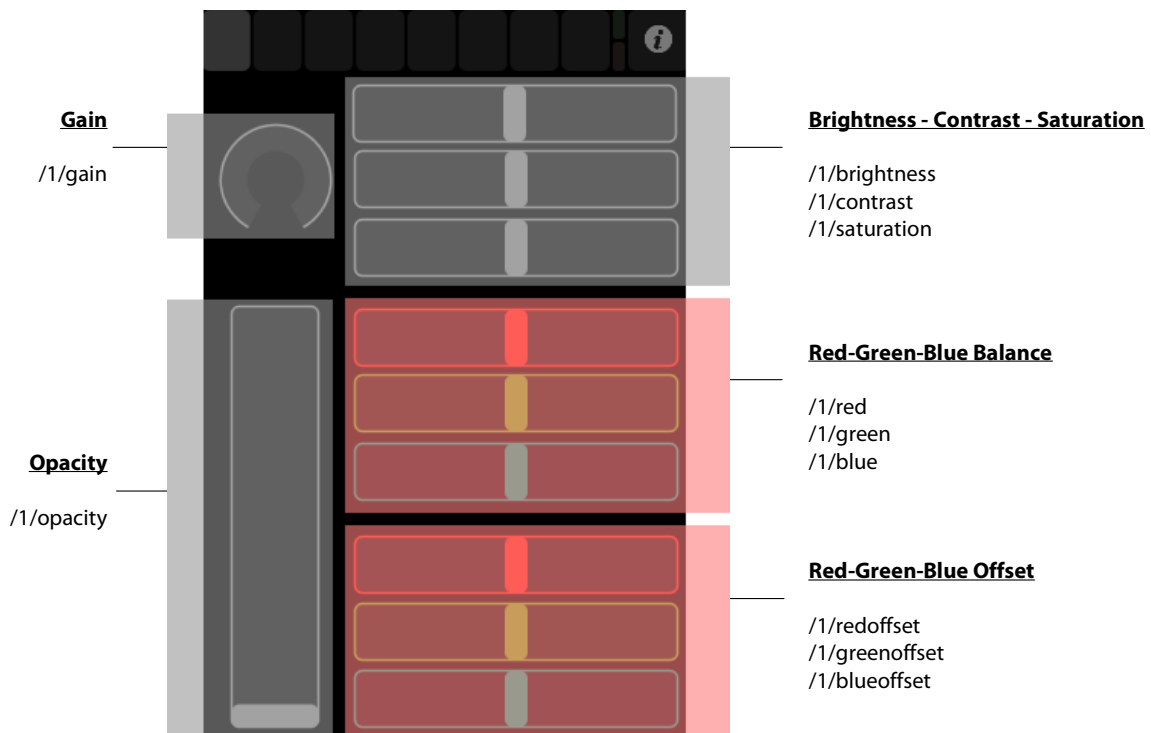 Gain
/1/gain
Opacity
/1/opacity
i
Brightness - Contrast - Saturation
/1/brightness
/1/contrast
/1/saturation
Red-Green-Blue Balance
/1/red
/1/green
/1/blue
Red-Green-Blue Offset
/1/redoffset
/1/greenoffset
/1/blueoffset